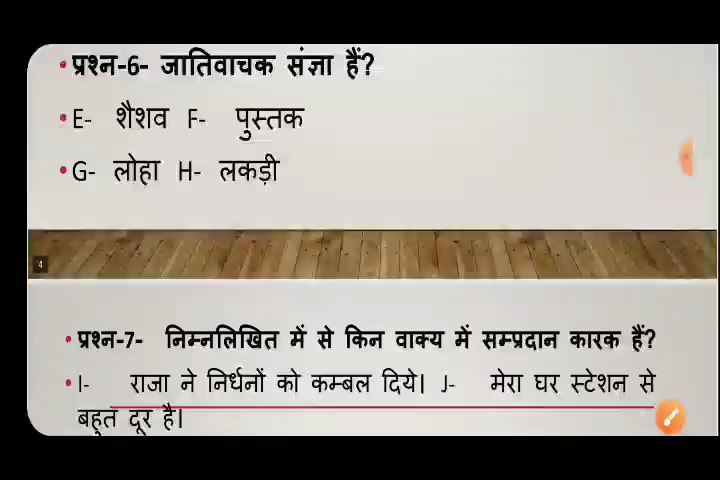 प्रश्न-6- जातिवाचक संज्ञा हैं?
E- शैशव F- पुस्तक
G- लोहा H- लकड़ी
4
प्रश्न-7- निम्नलिखित में से किन वाक्य में सम्प्रदान कारक हैं?
I- राजा ने निर्धनों को कम्बल दिये। J- मेरा घर स्टेशन से
बहुत दूर है।